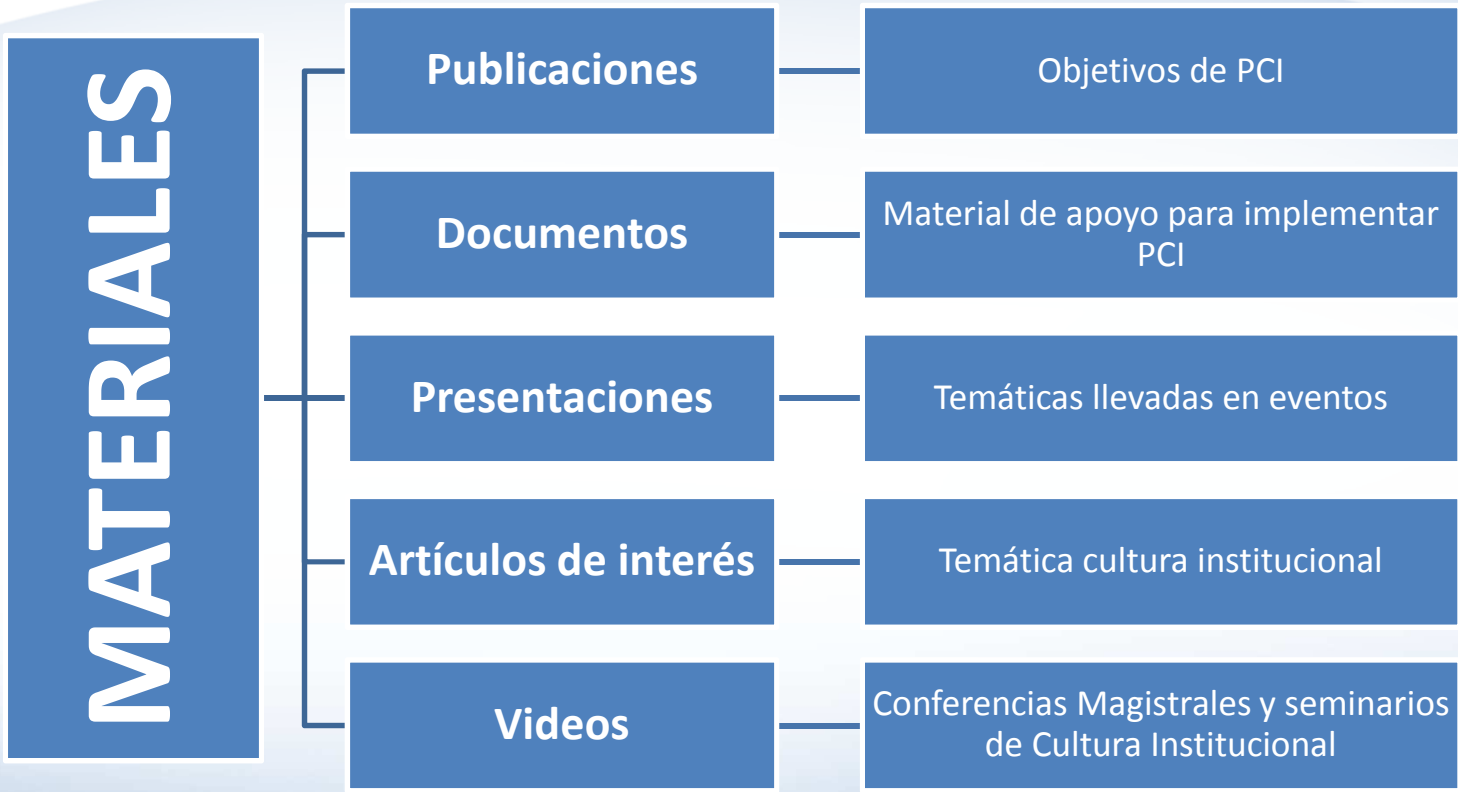 MATERIALES
Publicaciones
Objetivos de PCI
Documentos
Material de apoyo para implementar
PCI
Presentaciones
Temáticas llevadas en eventos
Artículos de interés
Temática cultura institucional
Videos
Conferencias Magistrales y seminarios
de Cultura Institucional